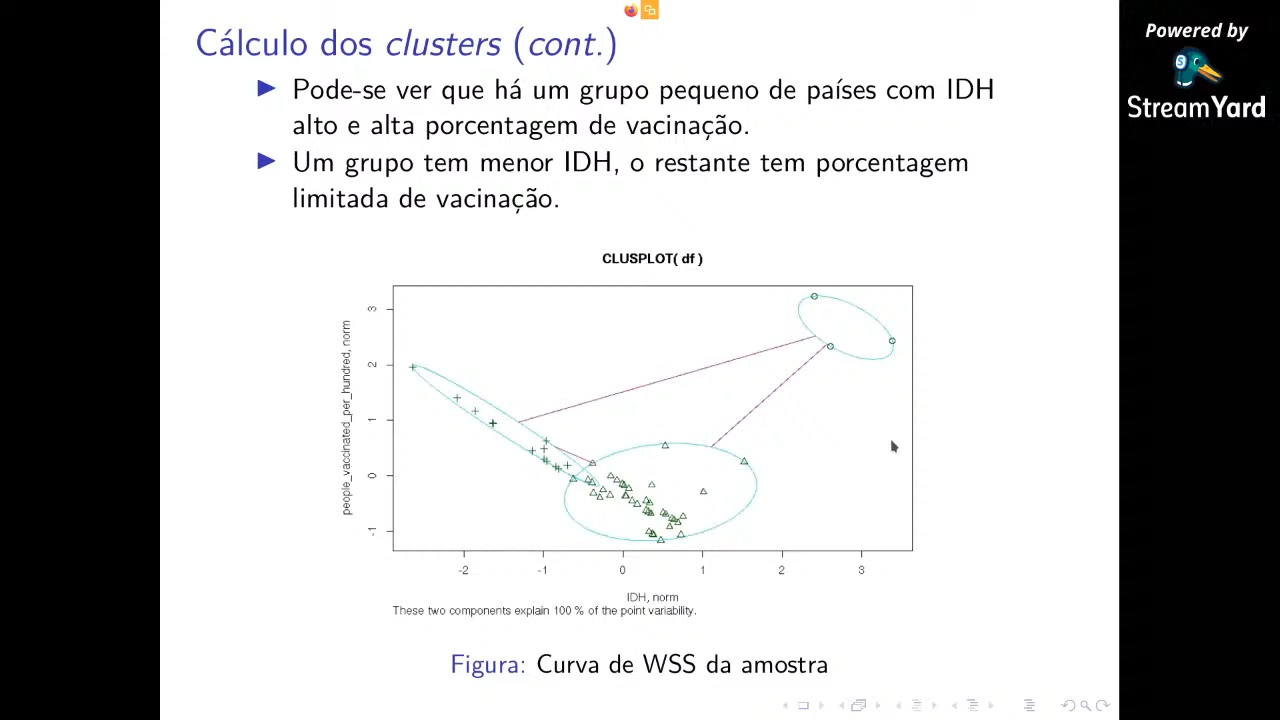 Powered by
StreamYard
Cálculo dos clusters (cont.)
Pode-se ver que há um grupo pequeno de países com IDH
alto e alta porcentagem de vacinação.
Um grupo tem menor IDH, o restante tem porcentagem
limitada de vacinação.
CLUSPLOT( df )
people_vaccinated_per_hundred, norm
3
2
1
0
-1
-2 -1 0 1 2 3
IDH, norm
These two components explain 100 % of the point variability.
Figura: Curva de WSS da amostra